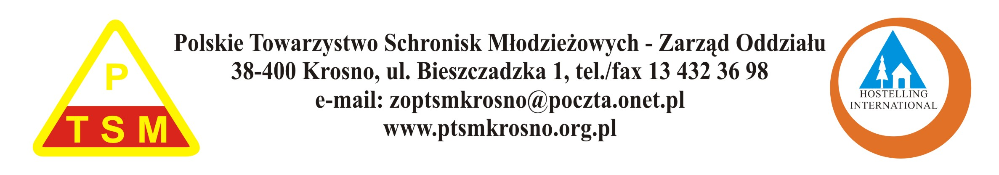 P
T S M
Polskie Towarzystwo Schronisk Młodzieżowych - Zarząd Oddziału
38-400 Krosno, ul. Bieszczadzka 1, tel./fax 13 432 36 98
e-mail: zoptsmkrosno@poczta.onet.pl
www.ptsmkrosno.org.pl
HOSTELLING
INTERNATIONAL